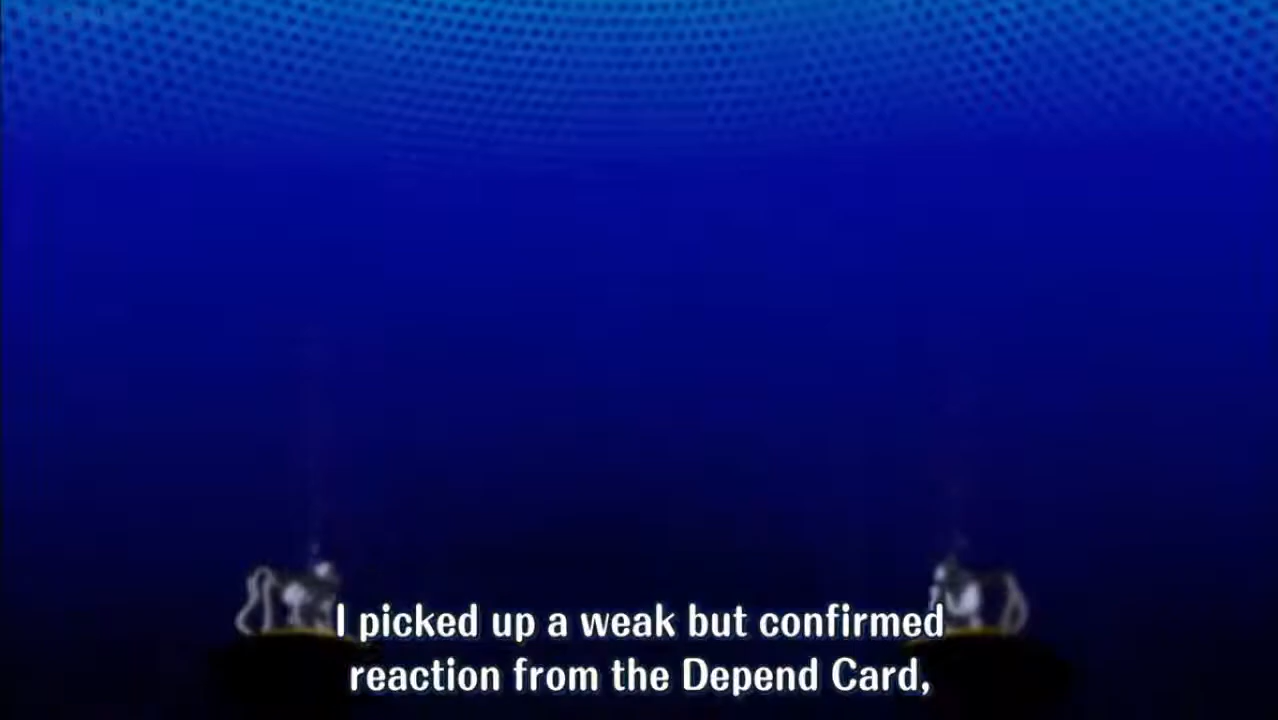 I picked up a weak but confirmed
reaction from the Depend Card,